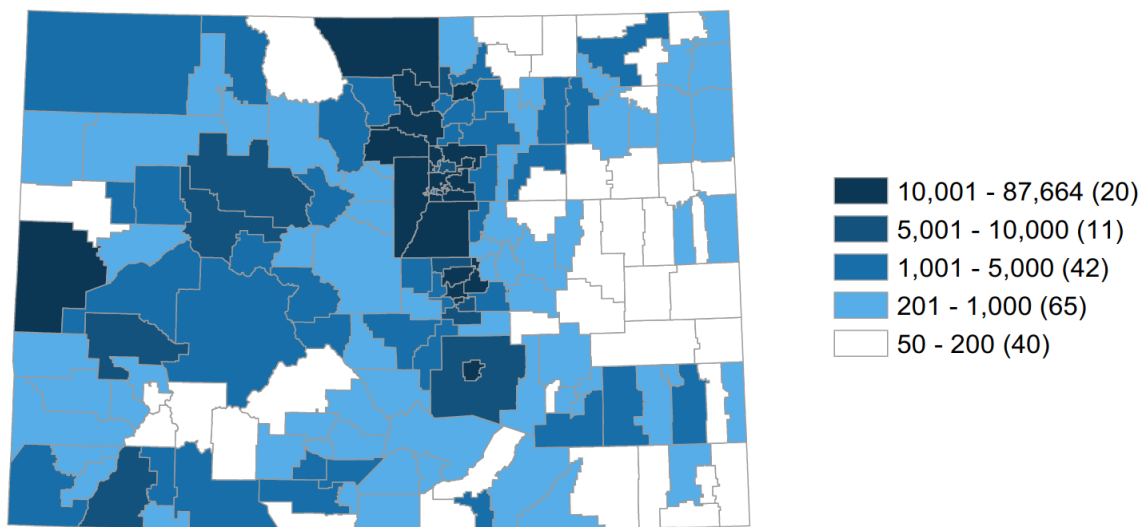 10,001 - 87,664 (20)
5,001 - 10,000 (11)
1,001 - 5,000 (42)
201 - 1,000 (65)
50 - 200 (40)